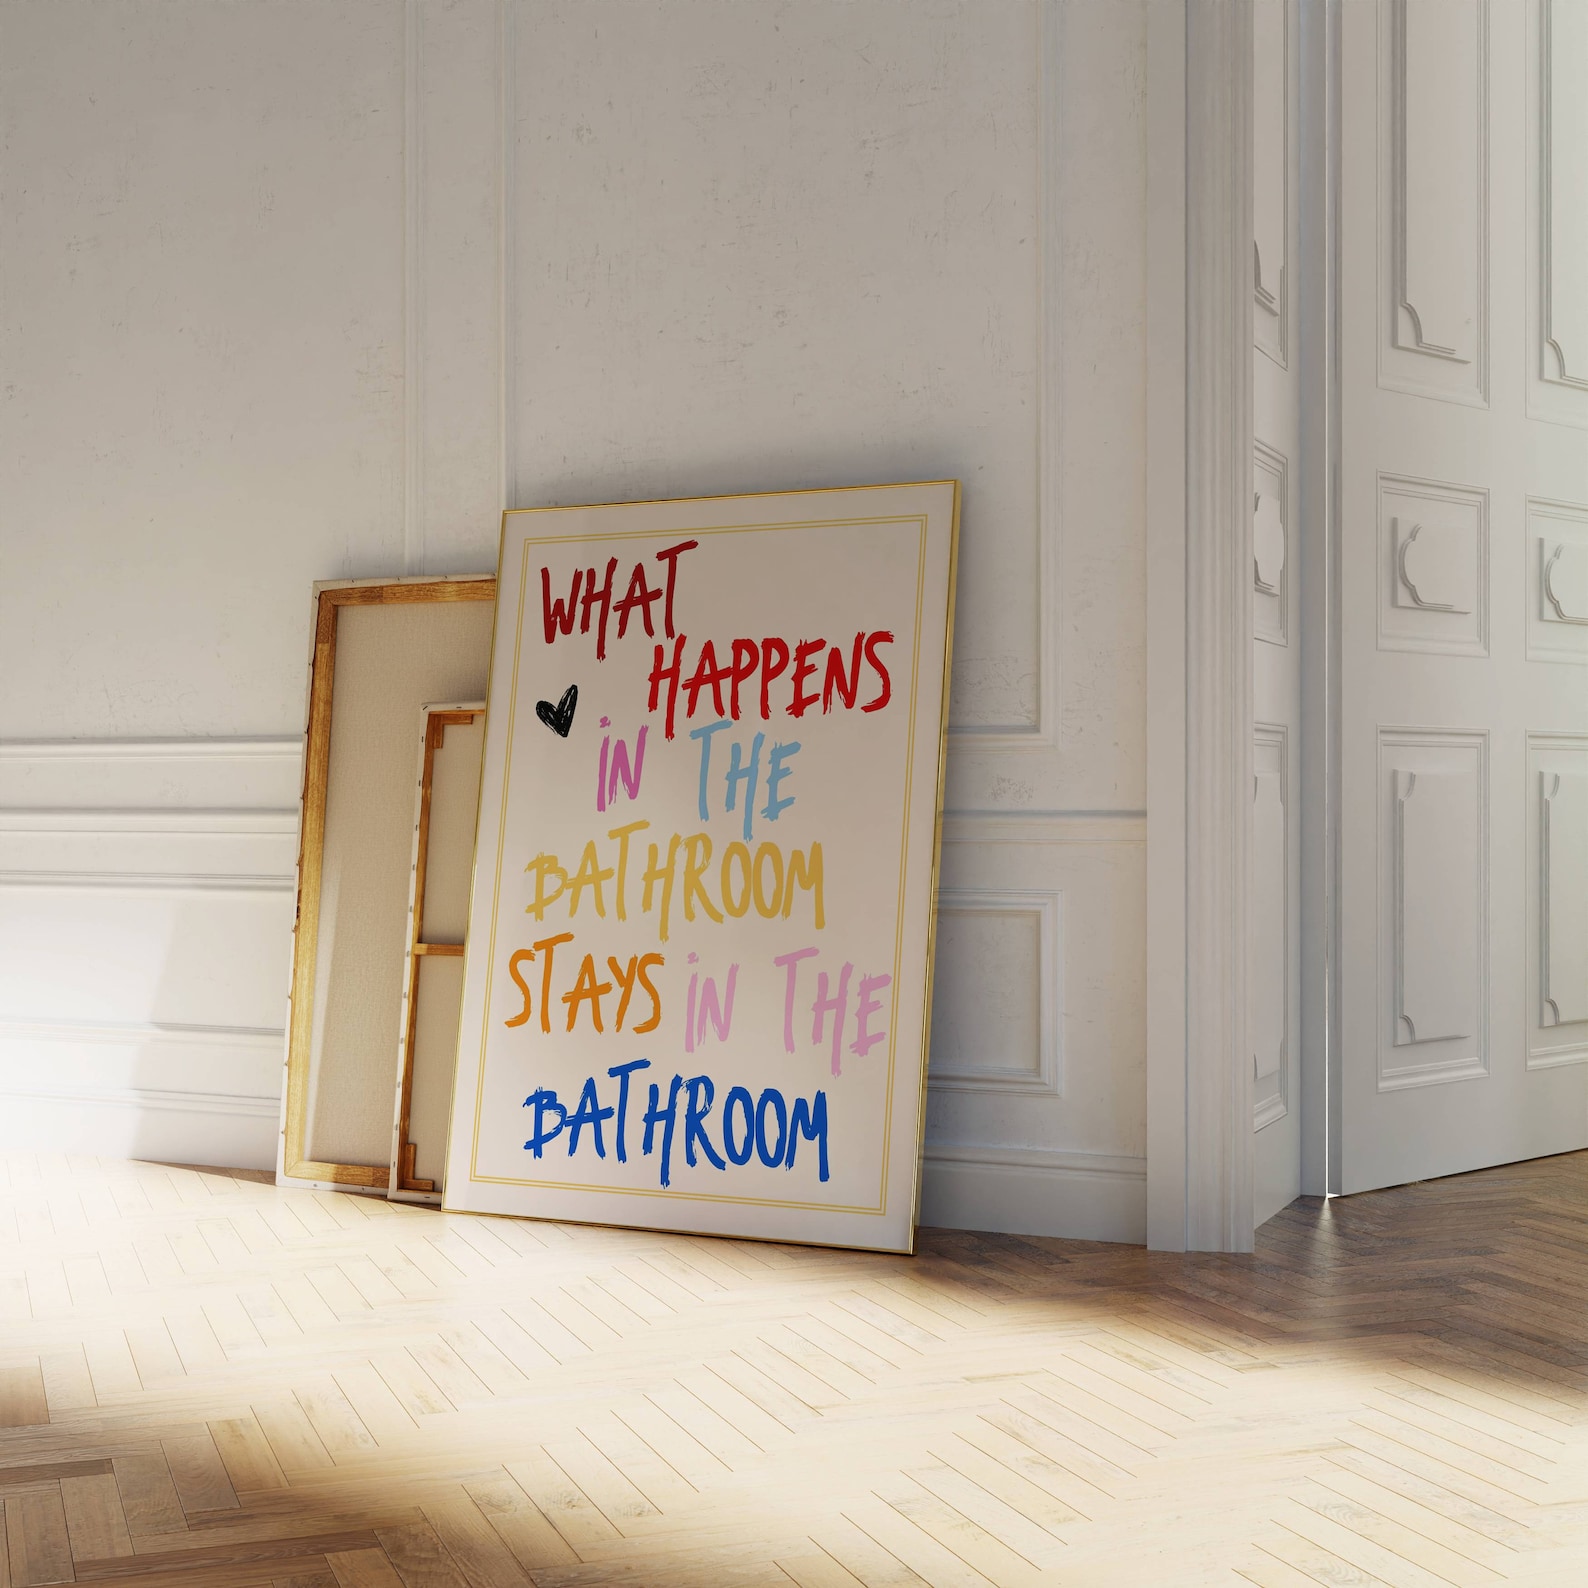 WHAT
HAPPENS
iN THE
BATHROOM
STAYS iN THE
BATHROOM